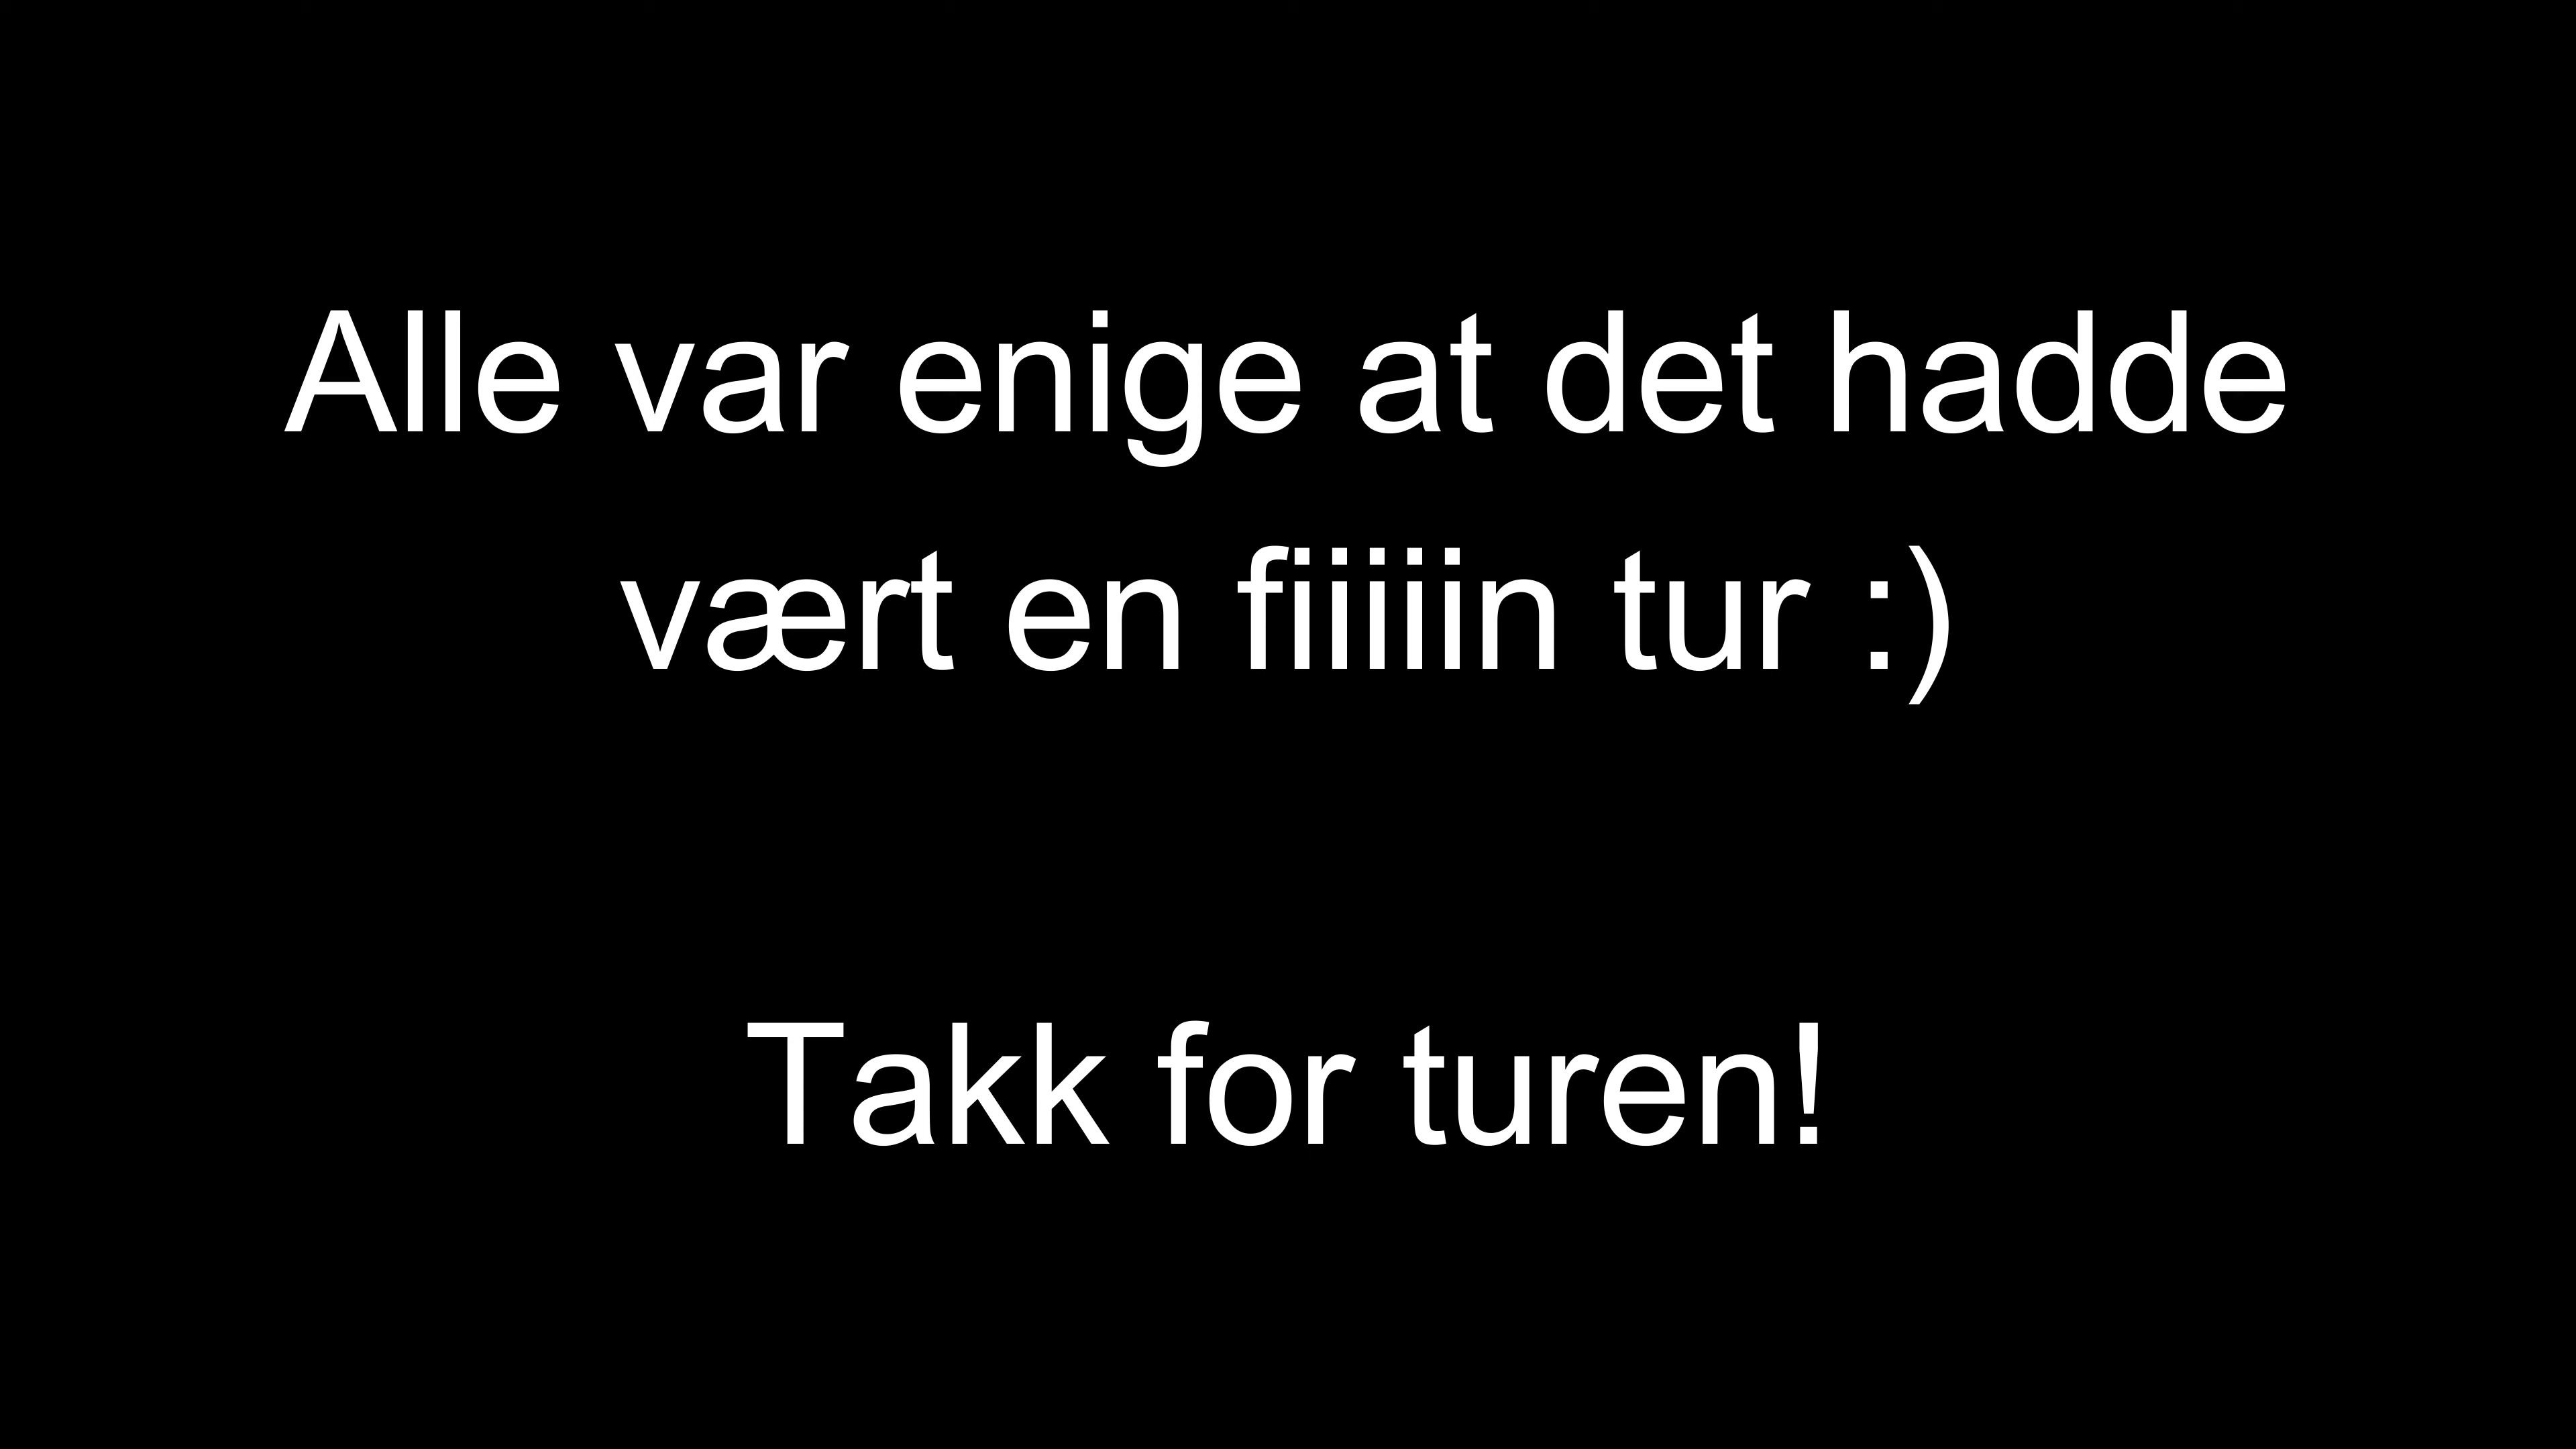 Alle var enige at det hadde
vært en fiiiiin tur :)
Takk for turen!